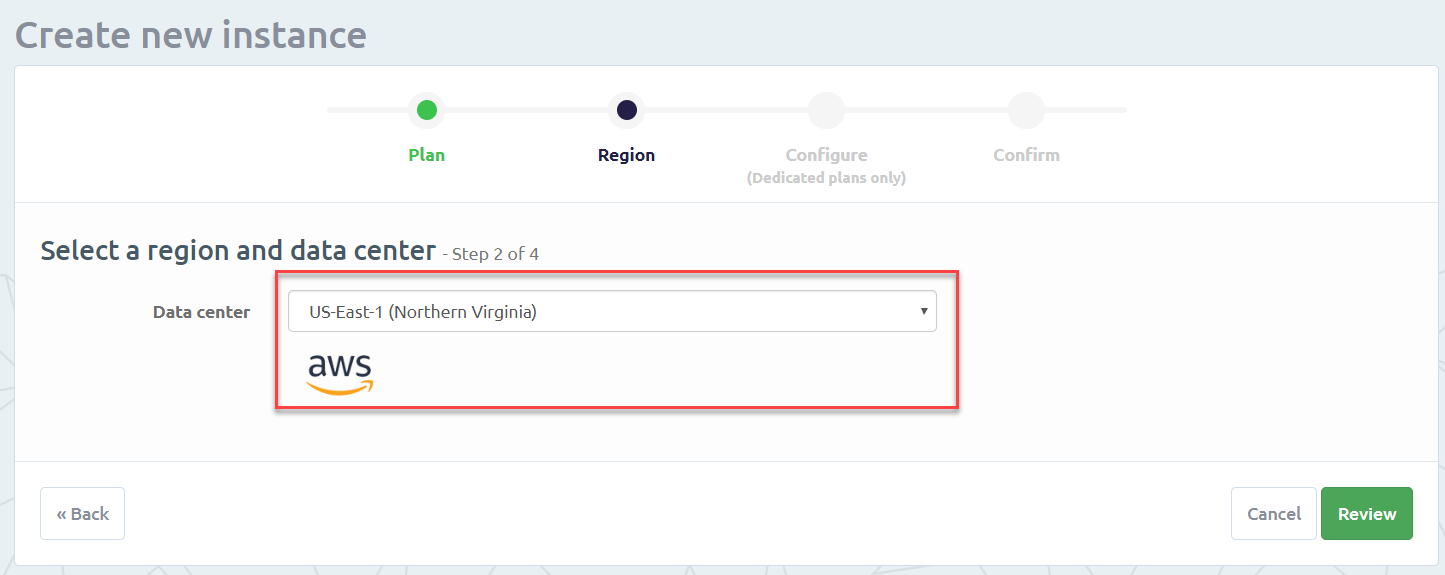 Create new instance
Plan
Region
Configure
(Dedicated plans only)
Confirm
Select a region and data center - Step 2 of 4
Data center
US-East-1 (Northern Virginia)
aws
« Back
Cancel
Review